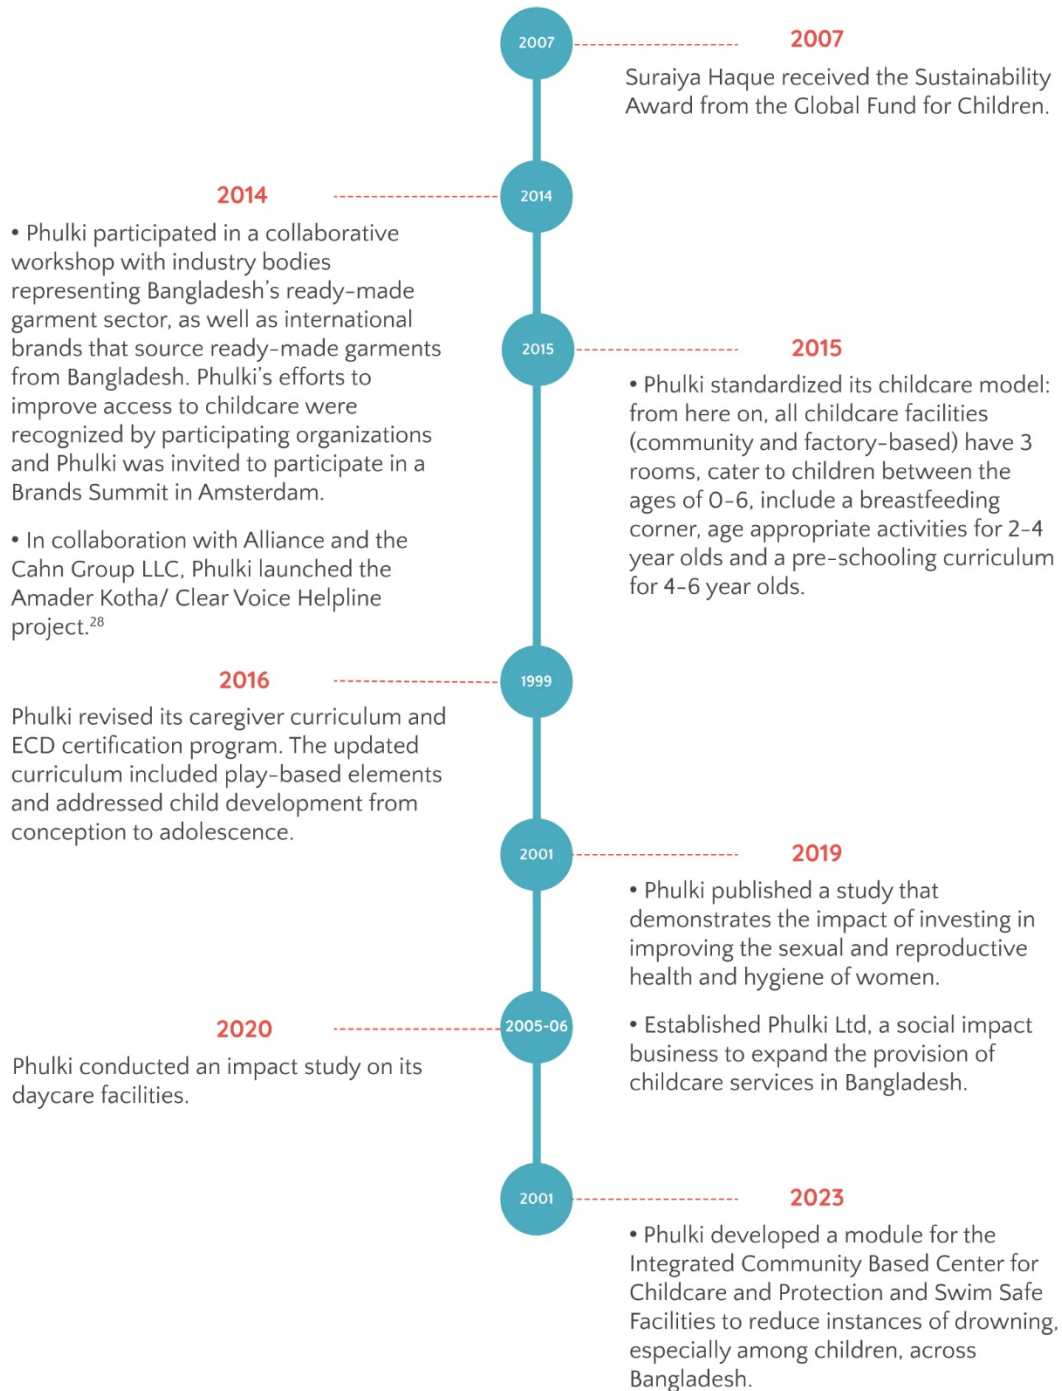 2007
2007
Suraiya Haque received the Sustainability
Award from the Global Fund for Children.
2014
2014
• Phulki participated in a collaborative
workshop with industry bodies
representing Bangladesh's ready-made
garment sector, as well as international
brands that source ready-made garments
from Bangladesh. Phulki's efforts to
improve access to childcare were
recognized by participating organizations
and Phulki was invited to participate in a
Brands Summit in Amsterdam.
• In collaboration with Alliance and the
Cahn Group LLC, Phulki launched the
Amader Kotha/ Clear Voice Helpline
project.²⁸
2015
2015
• Phulki standardized its childcare model:
from here on, all childcare facilities
(community and factory-based) have 3
rooms, cater to children between the
ages of 0-6, include a breastfeeding
corner, age appropriate activities for 2-4
year olds and a pre-schooling curriculum
for 4-6 year olds.
2016
1999
Phulki revised its caregiver curriculum and
ECD certification program. The updated
curriculum included play-based elements
and addressed child development from
conception to adolescence.
2001
2019
• Phulki published a study that
demonstrates the impact of investing in
improving the sexual and reproductive
health and hygiene of women.
• Established Phulki Ltd, a social impact
business to expand the provision of
childcare services in Bangladesh.
2020
2005-06
Phulki conducted an impact study on its
daycare facilities.
2001
2023
• Phulki developed a module for the
Integrated Community Based Center for
Childcare and Protection and Swim Safe
Facilities to reduce instances of drowning,
especially among children, across
Bangladesh.